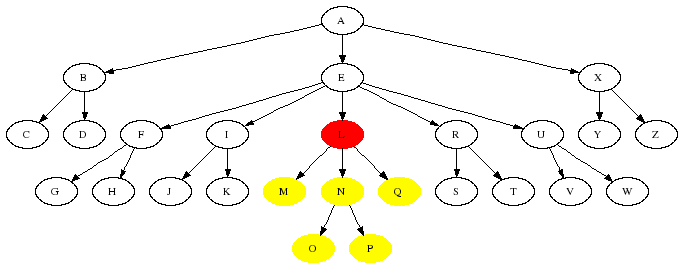 A
B E X
C D F I L R U Y Z
G H J K M N Q S T V W
O P